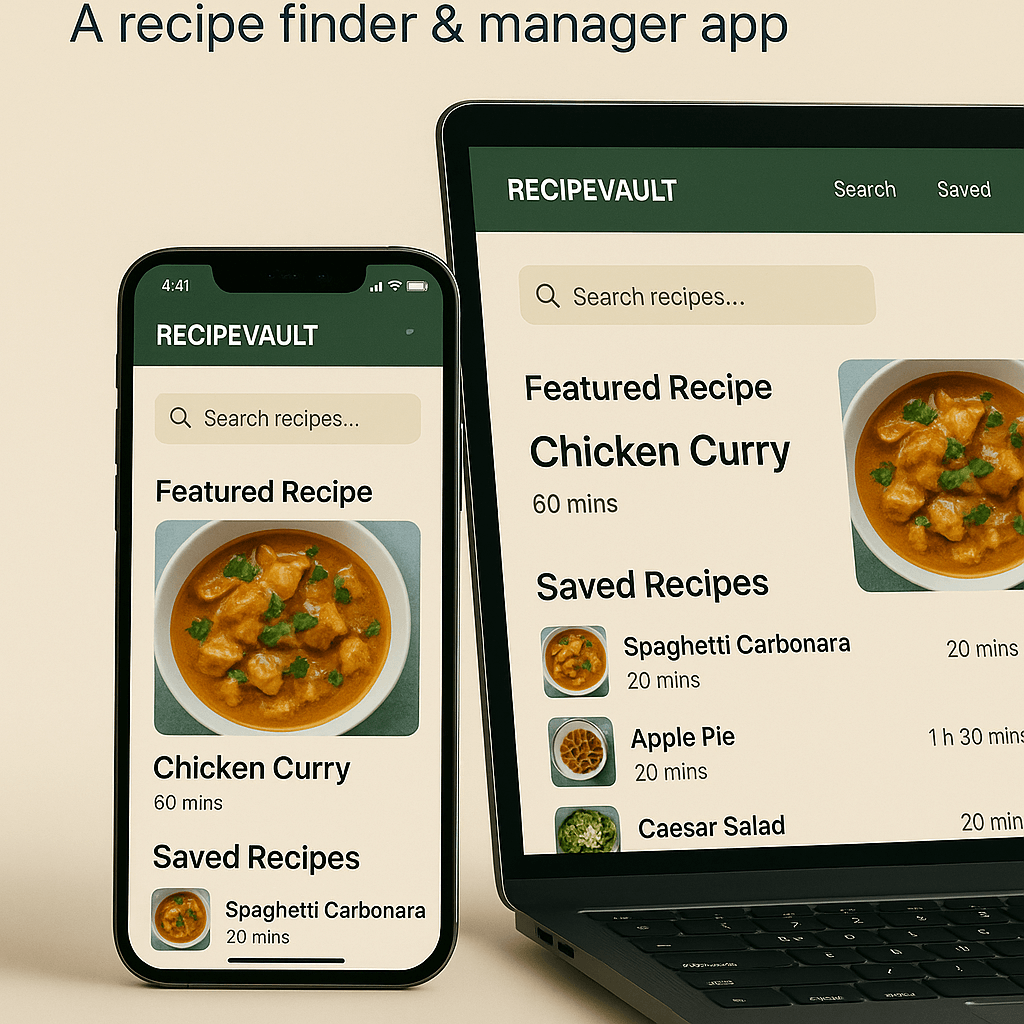 A recipe finder & manager app
4:41
RECIPEVAULT
Search recipes...
Featured Recipe
Chicken Curry
60 mins
Saved Recipes
Spaghetti Carbonara
20 mins
RECIPEVAULT
Search Saved
Search recipes...
Featured Recipe
Chicken Curry
60 mins
Saved Recipes
Spaghetti Carbonara
20 mins
20 mins
Apple Pie
20 mins
1 h 30 mins
Caesar Salad
20 min